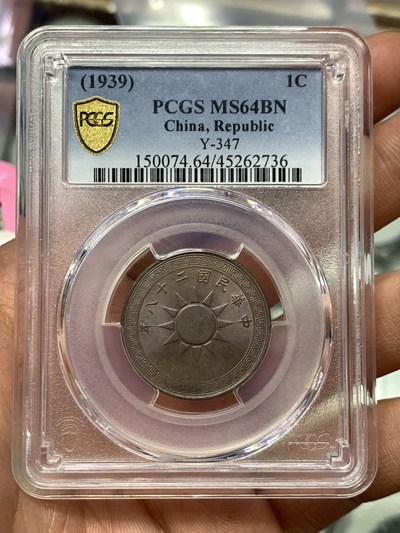 (1939) 1C
PCGS
PCGS MS64BN
China, Republic
Y-347
150074.64/45262736
年八十二國民華中
PCGS